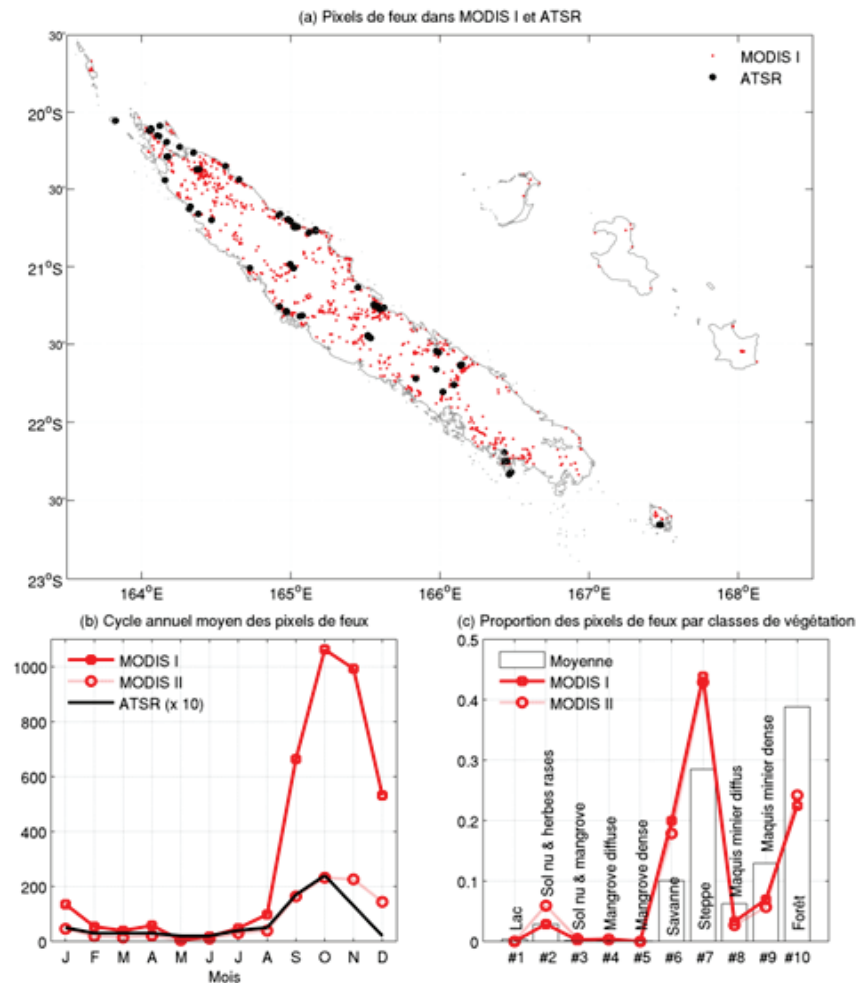 (a) Pixels de feux dans MODIS I et ATSR
30'
MODIS I
ATSR
20°S
30'
21°S
30'
22°S
30'
23°S
164°E 165°E 166°E 167°E 168°E
(b) Cycle annuel moyen des pixels de feux
1000
800
600
400
200
0
MODIS I
MODIS II
ATSR (x 10)
J F M A M J J A S O N D
Mois
(c) Proportion des pixels de feux par classes de végétation
0.5
0.4
0.3
0.2
0.1
0
Moyenne
MODIS I
MODIS II
Lac
Sol nu & herbes rases
Sol nu & mangrove
Mangrove diffuse
Mangrove dense
Savanne
Steppe
Maquis minier diffus
Maquis minier dense
Forêt
#1 #2 #3 #4 #5 #6 #7 #8 #9 #10